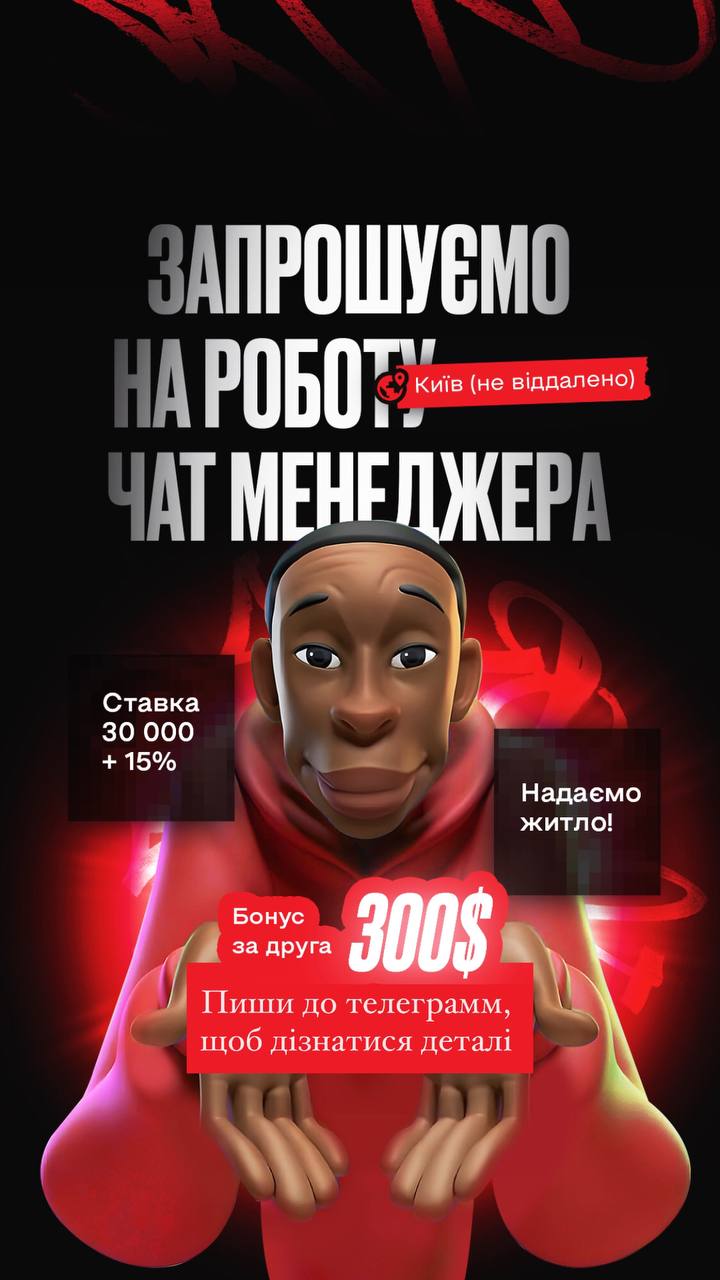 ЗАПРОШУЄМО
НА РОБОТУ
Київ (не віддалено)
ЧАТ МЕНЕДЖЕРА
Ставка
30 000
+ 15%
Надаємо
житло!
Бонус
за друга
300$
Пиши до телеграмм,
щоб дізнатися деталі